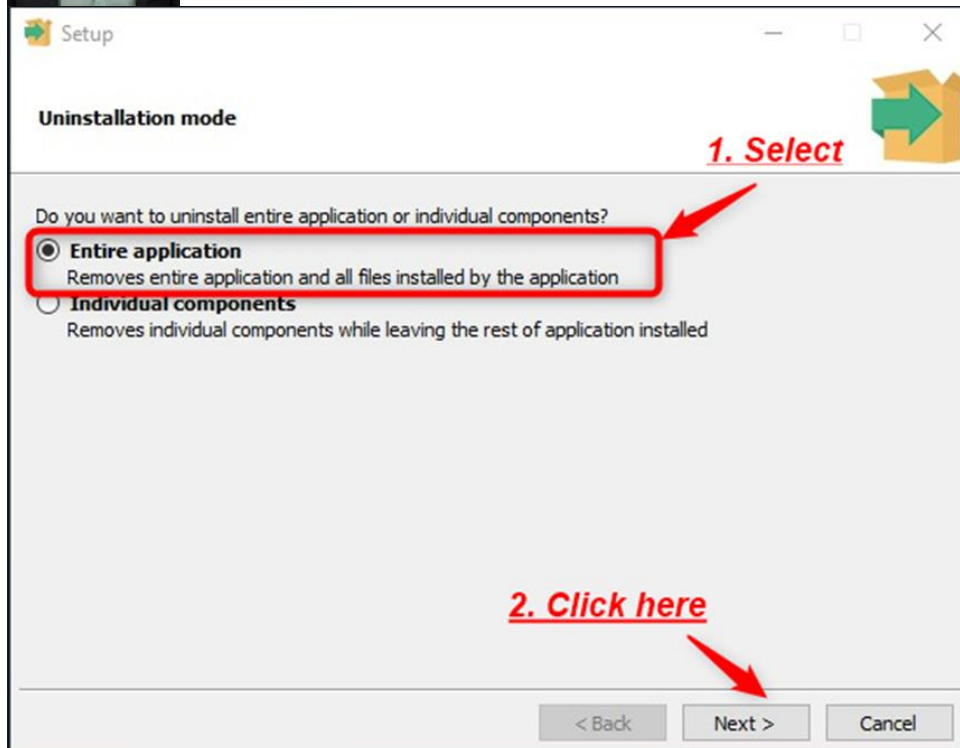 Setup
Uninstallation mode
1. Select
Do you want to uninstall entire application or individual components?
Entire application
Removes entire application and all files installed by the application
Individual components
Removes individual components while leaving the rest of application installed
2. Click here
< Back Next > Cancel